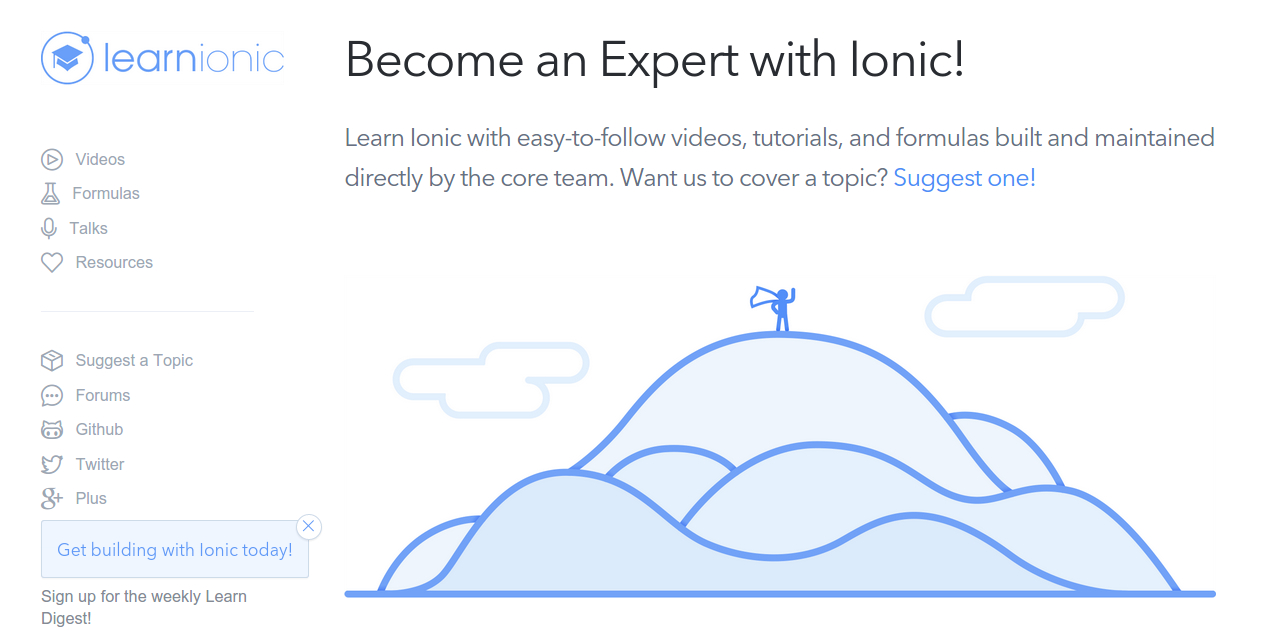 learnionic
Videos
Formulas
Talks
Resources
Suggest a Topic
Forums
Github
Twitter
Plus
Get building with Ionic today!
Sign up for the weekly Learn
Digest!
Become an Expert with Ionic!
Learn Ionic with easy-to-follow videos, tutorials, and formulas built and maintained
directly by the core team. Want us to cover a topic? Suggest one!